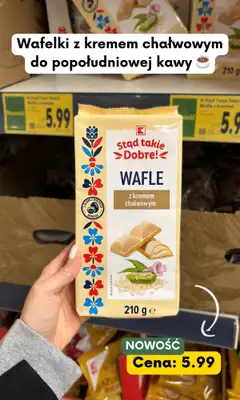 Wafelki z kremem chałwowym
do popołudniowej kawy ☕
5.99
5.99
K
Stąd takie
Dobre!
WAFLE
z kremem
chałwowym
210 g e
NOWOŚĆ
Cena: 5.99